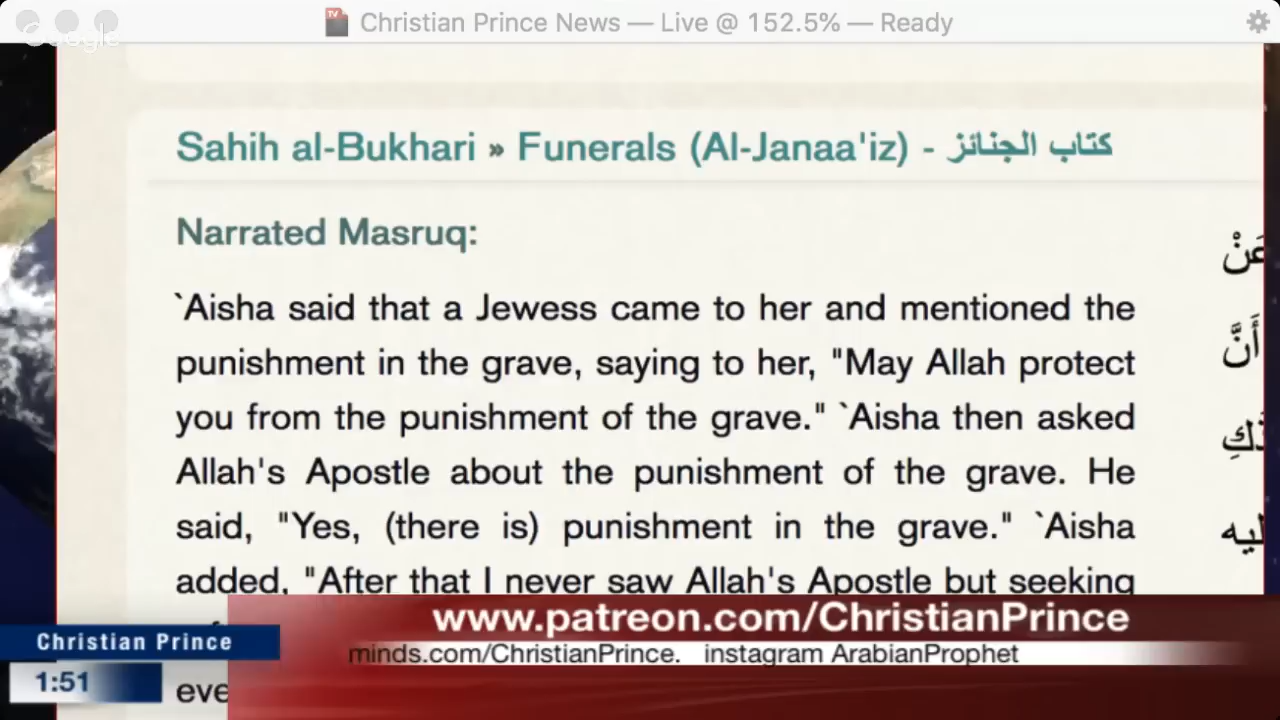 Christian Prince News — Live @ 152.5% — Ready
Google
Sahih al-Bukhari » Funerals (Al-Janaa'iz) - كتاب الجنائز
Narrated Masruq:
عَنْ
`Aisha said that a Jewess came to her and mentioned the
punishment in the grave, saying to her, "May Allah protect
أَنَّ
you from the punishment of the grave." `Aisha then asked
Allah's Apostle about the punishment of the grave. He
said, "Yes, (there is) punishment in the grave." `Aisha
added, "After that I never saw Allah's Apostle but seeking
www.patreon.com/ChristianPrince
Christian Prince
minds.com/ChristianPrince. instagram ArabianProphet
1:51
eve